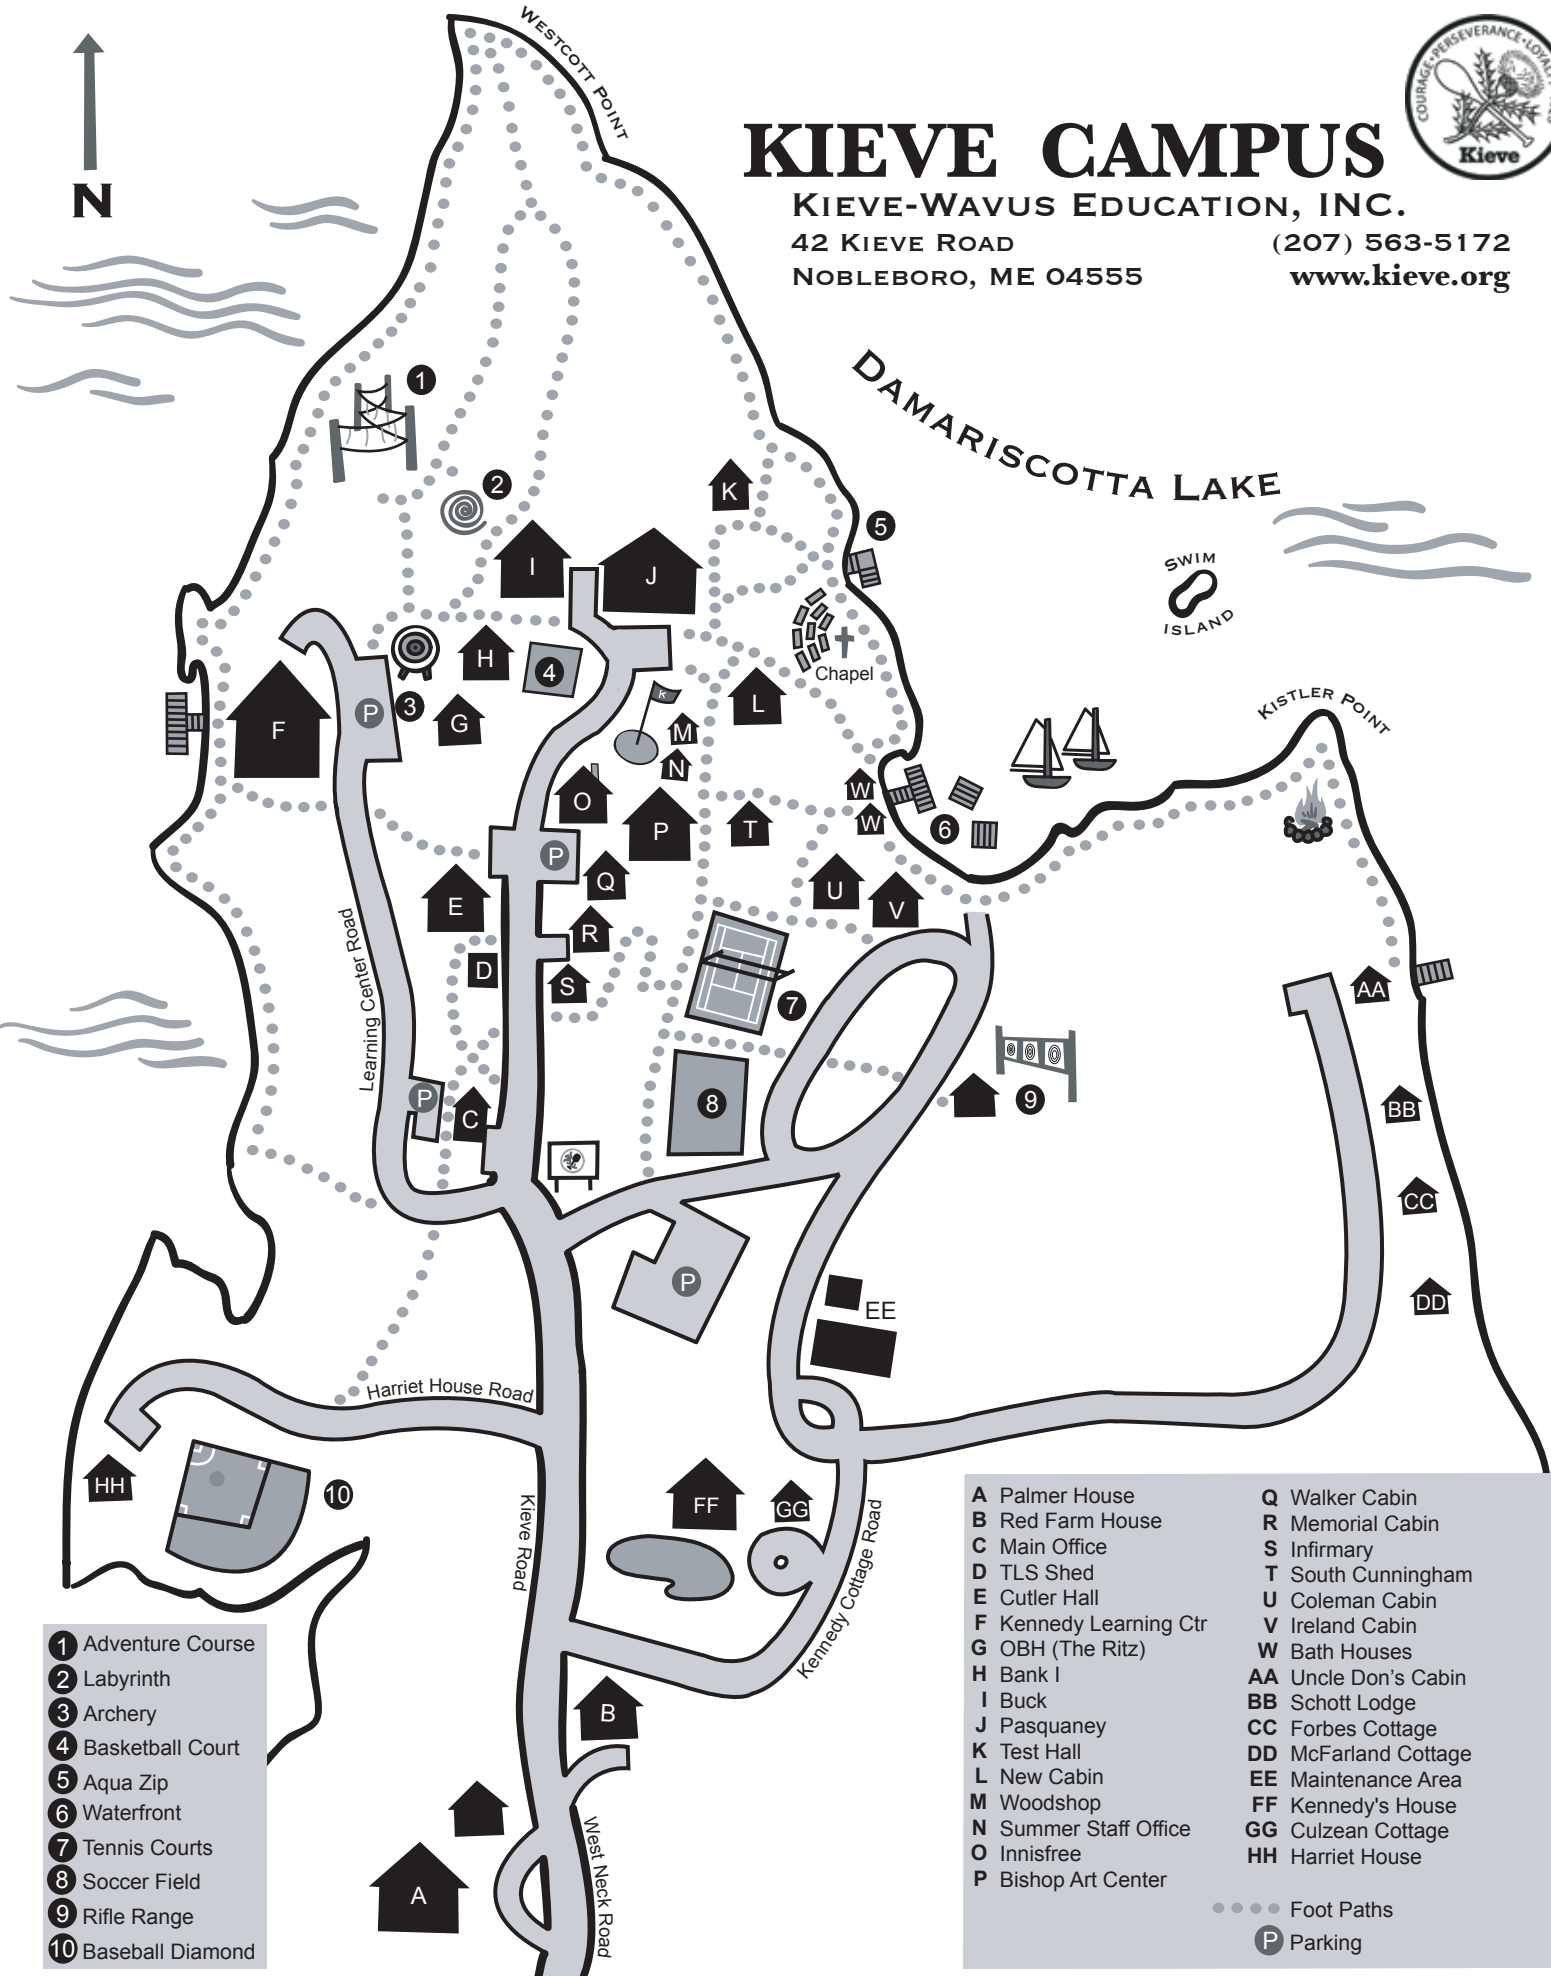 WESTCOTT POINT
COURAGE•PERSEVERANCE•LOYALTY
Kieve
KIEVE CAMPUS
KIEVE-WAVUS EDUCATION, INC.
42 KIEVE ROAD
(207) 563-5172
NOBLEBORO, ME 04555
www.kieve.org
N
DAMARISCOTTA LAKE
1
2
K
5
I
J
SWIM
ISLAND
H
4
Chapel
P
3
F
G
k
L
M
N
KISTLER POINT
O
W
W
6
P
T
P
Q
E
U
V
R
D
S
AA
7
Learning Center Road
P
C
8
9
BB
CC
P
DD
EE
Harriet House Road
HH
10
Kieve Road
FF
GG
Kennedy Cottage Road
B
A
West Neck Road
1 Adventure Course
2 Labyrinth
3 Archery
4 Basketball Court
5 Aqua Zip
6 Waterfront
7 Tennis Courts
8 Soccer Field
9 Rifle Range
10 Baseball Diamond
A Palmer House
B Red Farm House
C Main Office
D TLS Shed
E Cutler Hall
F Kennedy Learning Ctr
G OBH (The Ritz)
H Bank I
I Buck
J Pasquaney
K Test Hall
L New Cabin
M Woodshop
N Summer Staff Office
O Innisfree
P Bishop Art Center
Q Walker Cabin
R Memorial Cabin
S Infirmary
T South Cunningham
U Coleman Cabin
V Ireland Cabin
W Bath Houses
AA Uncle Don's Cabin
BB Schott Lodge
CC Forbes Cottage
DD McFarland Cottage
EE Maintenance Area
FF Kennedy's House
GG Culzean Cottage
HH Harriet House
Foot Paths
P Parking